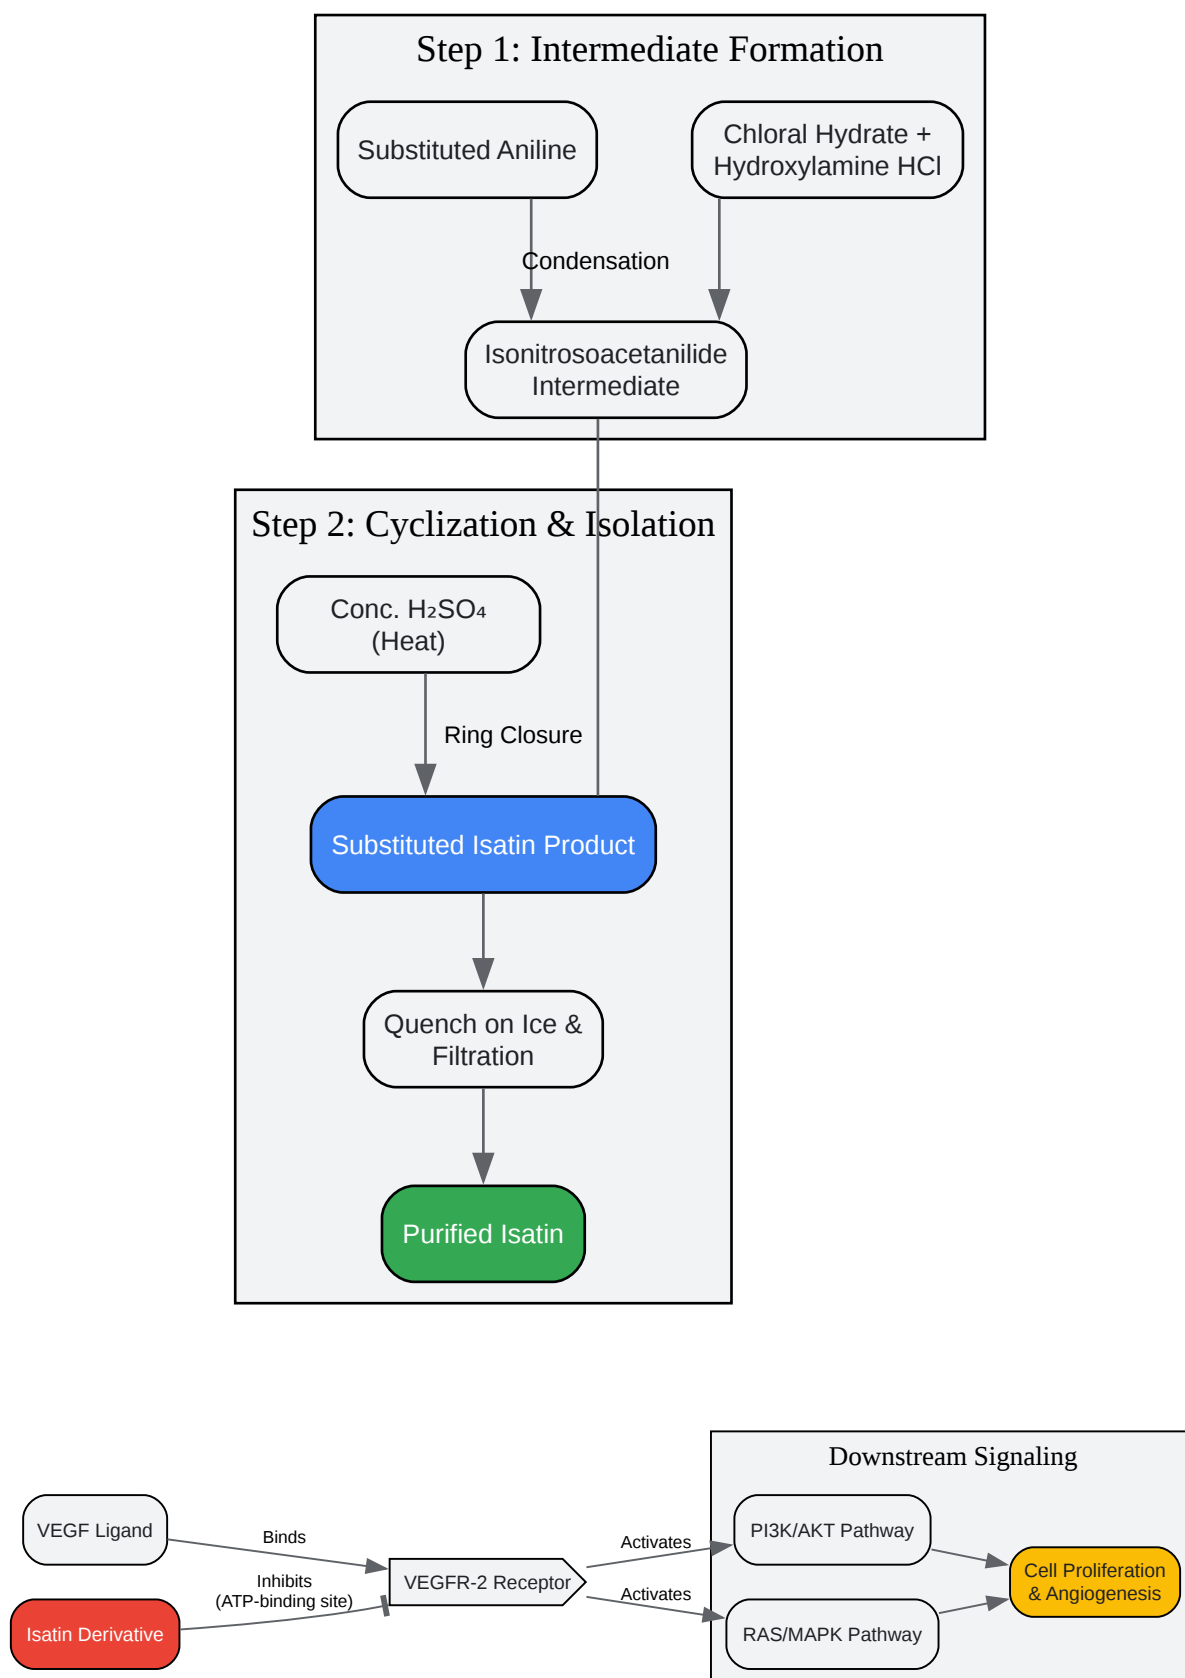 Step 1: Intermediate Formation
Substituted Aniline
Chloral Hydrate +
Hydroxylamine HCl
Condensation
Isonitrosoacetanilide
Intermediate
Step 2: Cyclization & Isolation
Conc. H₂SO₄
(Heat)
Ring Closure
Substituted Isatin Product
Quench on Ice &
Filtration
Purified Isatin
Downstream Signaling
VEGF Ligand
Binds
Inhibits
(ATP-binding site)
Isatin Derivative
VEGFR-2 Receptor
Activates
Activates
PI3K/AKT Pathway
RAS/MAPK Pathway
Cell Proliferation
& Angiogenesis